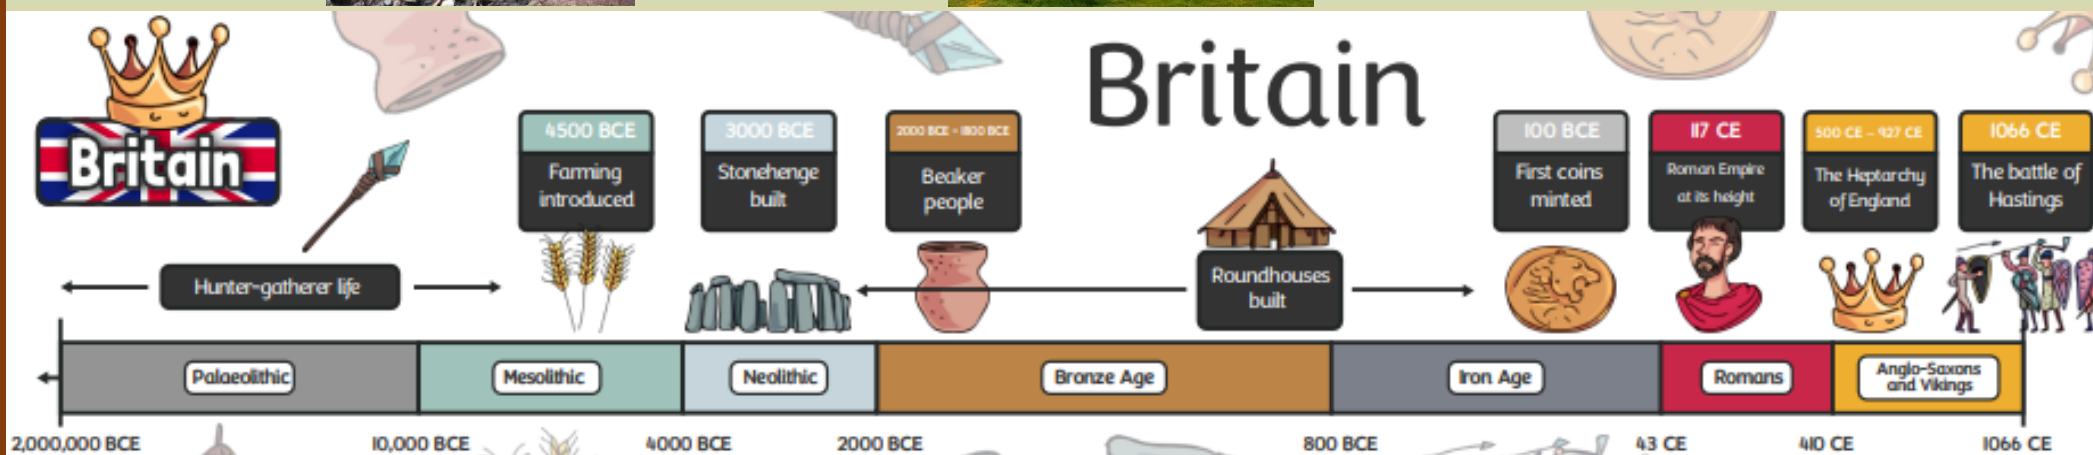 Britain
Britain
4500 BCE
Farming
introduced
3000 BCE
Stonehenge
built
2000 BCE - 1800 BCE
Beaker
people
100 BCE
First coins
minted
117 CE
Roman Empire
at its height
500 CE - 927 CE
The Heptarchy
of England
1066 CE
The battle of
Hastings
Hunter-gatherer life
Roundhouses
built
Palaeolithic
Mesolithic
Neolithic
Bronze Age
Iron Age
Romans
Anglo-Saxons
and Vikings
2,000,000 BCE
10,000 BCE
4000 BCE
2000 BCE
800 BCE
43 CE
410 CE
1066 CE